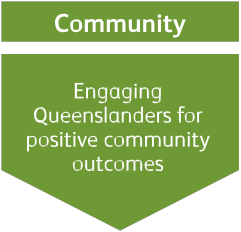 Community
Engaging
Queenslanders for
positive community
outcomes